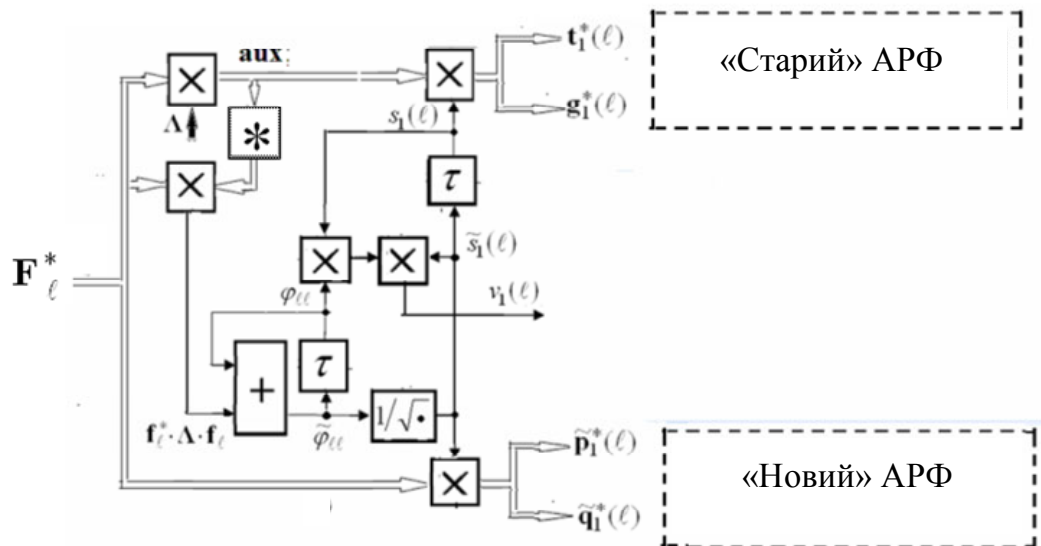 t₁*(ℓ)
«Старий» АРФ
aux
×
×
Λ
s₁(ℓ)
g₁*(ℓ)
*
×
τ
F*ℓ
×
×
s̃₁(ℓ)
φℓℓ
v₁(ℓ)
+
τ
1/√•
f*ℓ·Λ·fℓ
φ̃ℓℓ
p̃₁*(ℓ)
×
«Новий» АРФ
q̃₁*(ℓ)